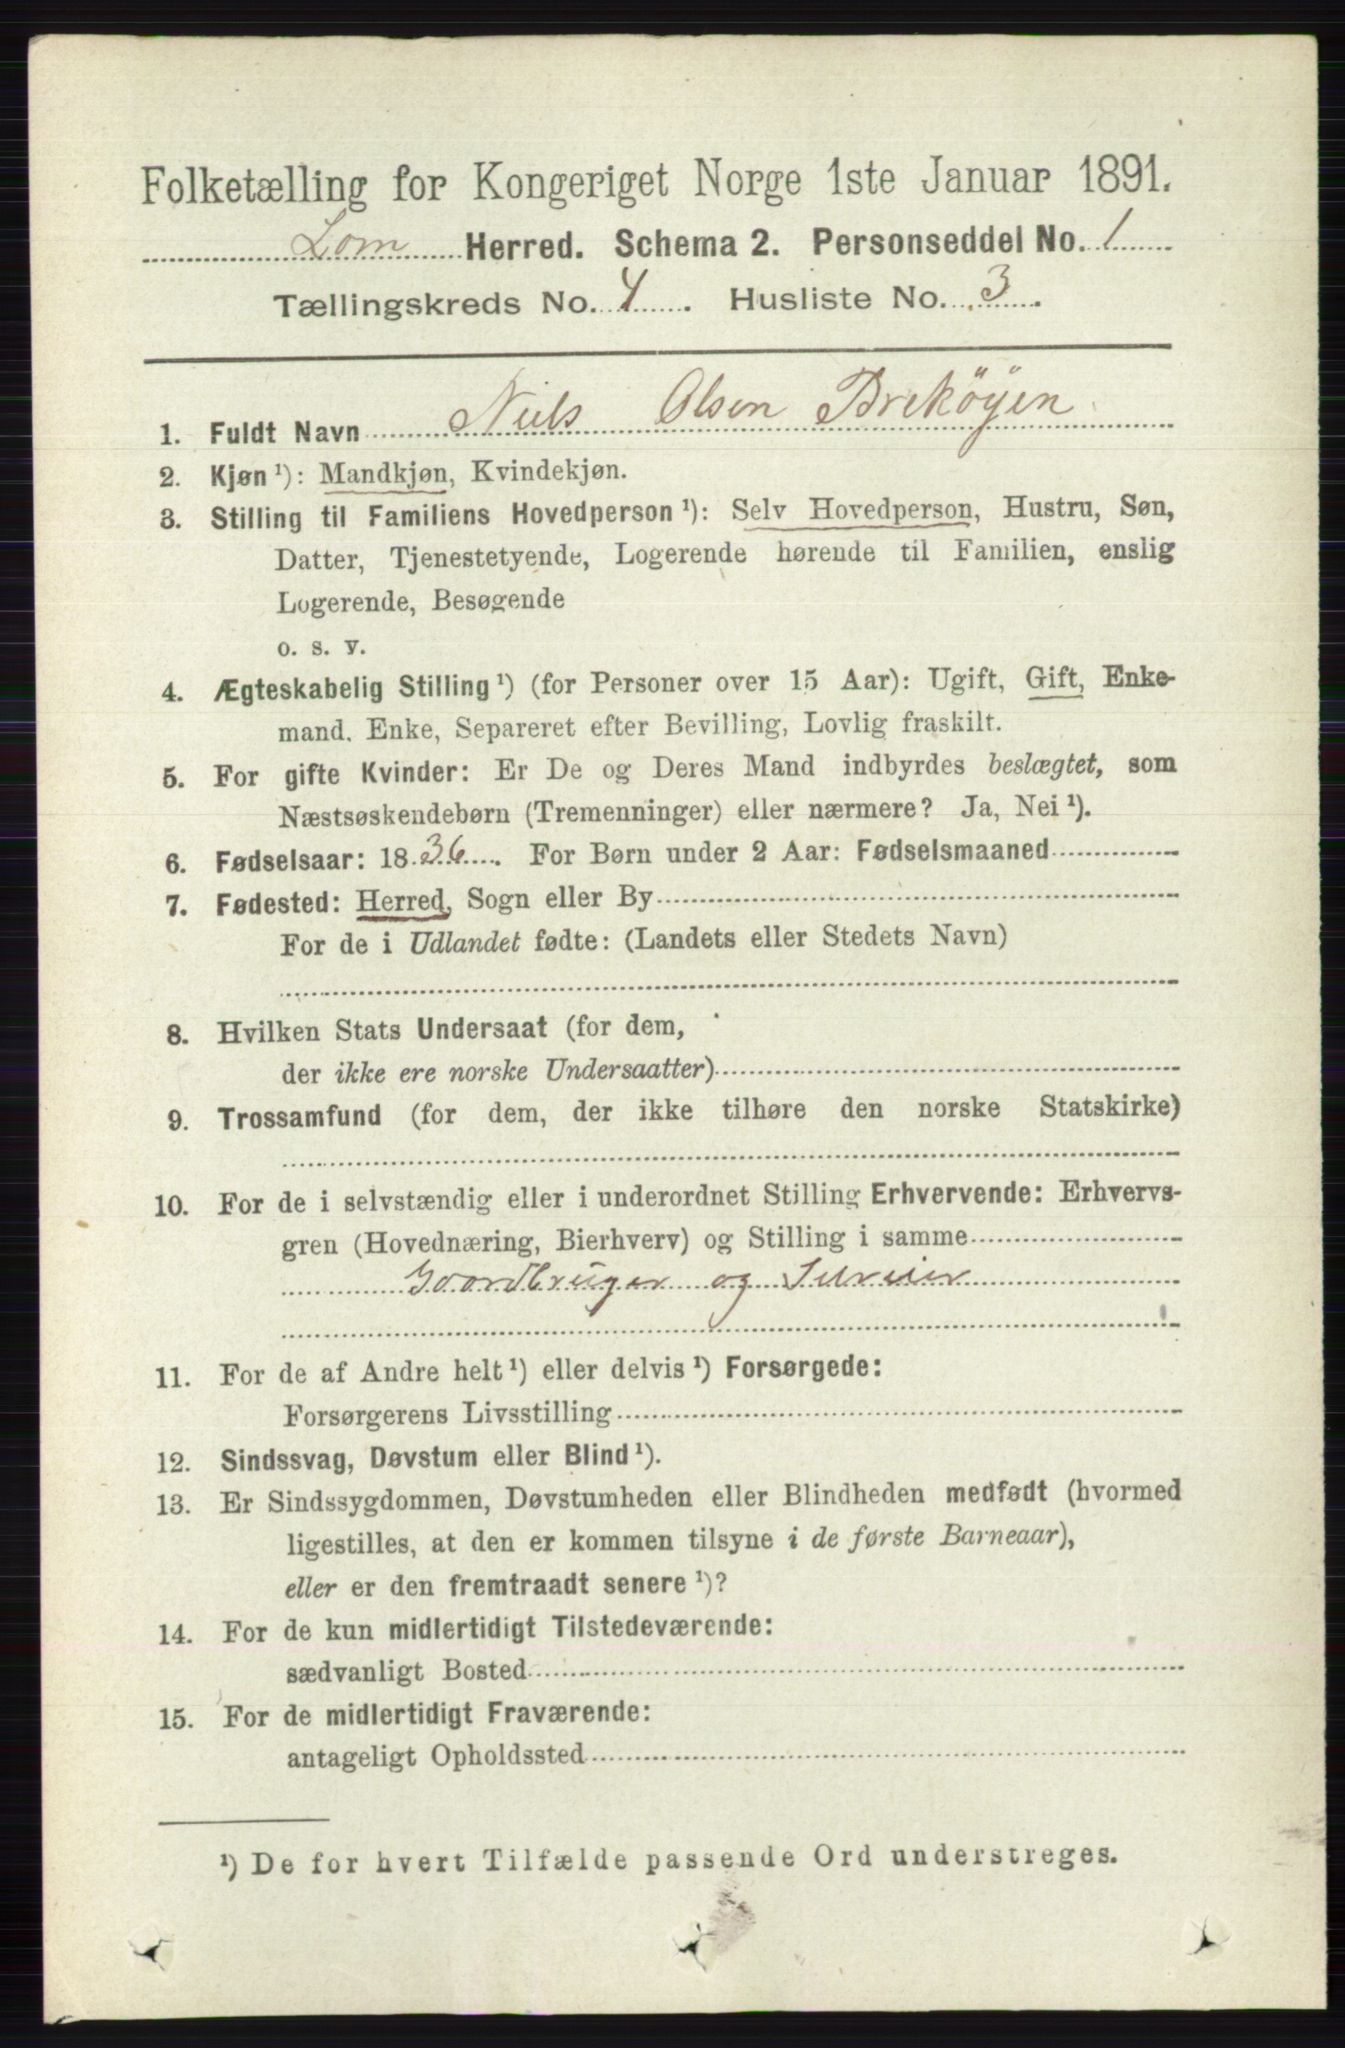 Folketælling for Kongeriget Norge 1ste Januar 1891.
Lom Herred. Schema 2. Personseddel No. 1
Tællingskreds No. 4. Husliste No. 3.
1. Fuldt Navn Niels Olsen Brekøyen
2. Kjøn ¹): Mandkjøn, Kvindekjøn.
3. Stilling til Familiens Hovedperson ¹): Selv Hovedperson, Hustru, Søn,
Datter, Tjenestetyende, Logerende hørende til Familien, enslig
Logerende, Besøgende
o. s. v.
4. Ægteskabelig Stilling ¹) (for Personer over 15 Aar): Ugift, Gift, Enke-
mand. Enke, Separeret efter Bevilling, Lovlig fraskilt.
5. For gifte Kvinder: Er De og Deres Mand indbyrdes beslægtet, som
Næstsøskendebørn (Tremenninger) eller nærmere? Ja, Nei ¹).
6. Fødselsaar: 1836. For Børn under 2 Aar: Fødselsmaaned
7. Fødested: Herred, Sogn eller By
For de i Udlandet fødte: (Landets eller Stedets Navn)
8. Hvilken Stats Undersaat (for dem,
der ikke ere norske Undersaatter)
9. Trossamfund (for dem, der ikke tilhøre den norske Statskirke)
10. For de i selvstændig eller i underordnet Stilling Erhvervende: Erhvervs-
gren (Hovednæring, Bierhverv) og Stilling i samme
Gaardbruger og Selveier
11. For de af Andre helt ¹) eller delvis ¹) Forsørgede:
Forsørgerens Livsstilling
12. Sindssvag, Døvstum eller Blind ¹).
13. Er Sindssygdommen, Døvstumheden eller Blindheden medfødt (hvormed
ligestilles, at den er kommen tilsyne i de første Barneaar),
eller er den fremtraadt senere ¹)?
14. For de kun midlertidigt Tilstedeværende:
sædvanligt Bosted
15. For de midlertidigt Fraværende:
antageligt Opholdssted
¹) De for hvert Tilfælde passende Ord understreges.